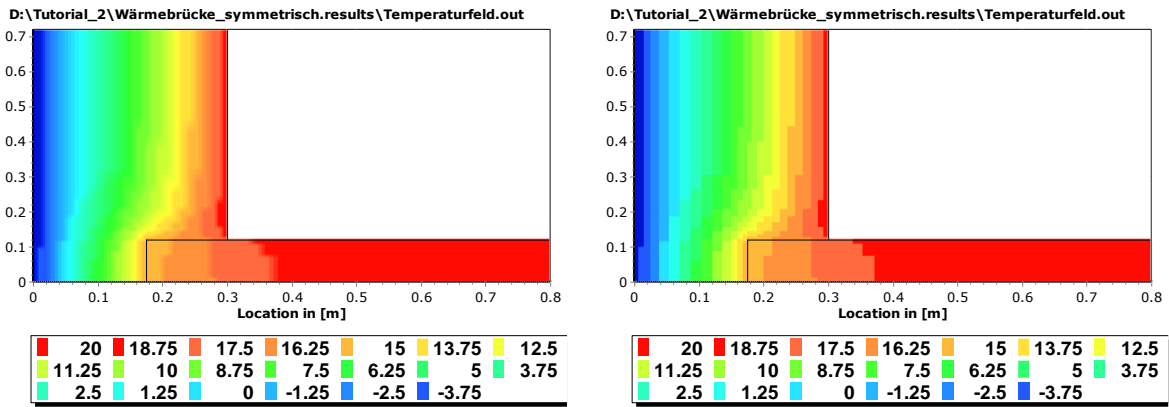 D:\Tutorial_2\Wärmebrücke_symmetrisch.results\Temperaturfeld.out
0.7
0.6
0.5
0.4
0.3
0.2
0.1
0
0 0.1 0.2 0.3 0.4 0.5 0.6 0.7 0.8
Location in [m]
20 18.75 17.5 16.25 15 13.75 12.5
11.25 10 8.75 7.5 6.25 5 3.75
2.5 1.25 0 -1.25 -2.5 -3.75
D:\Tutorial_2\Wärmebrücke_symmetrisch.results\Temperaturfeld.out
0.7
0.6
0.5
0.4
0.3
0.2
0.1
0
0 0.1 0.2 0.3 0.4 0.5 0.6 0.7 0.8
Location in [m]
20 18.75 17.5 16.25 15 13.75 12.5
11.25 10 8.75 7.5 6.25 5 3.75
2.5 1.25 0 -1.25 -2.5 -3.75